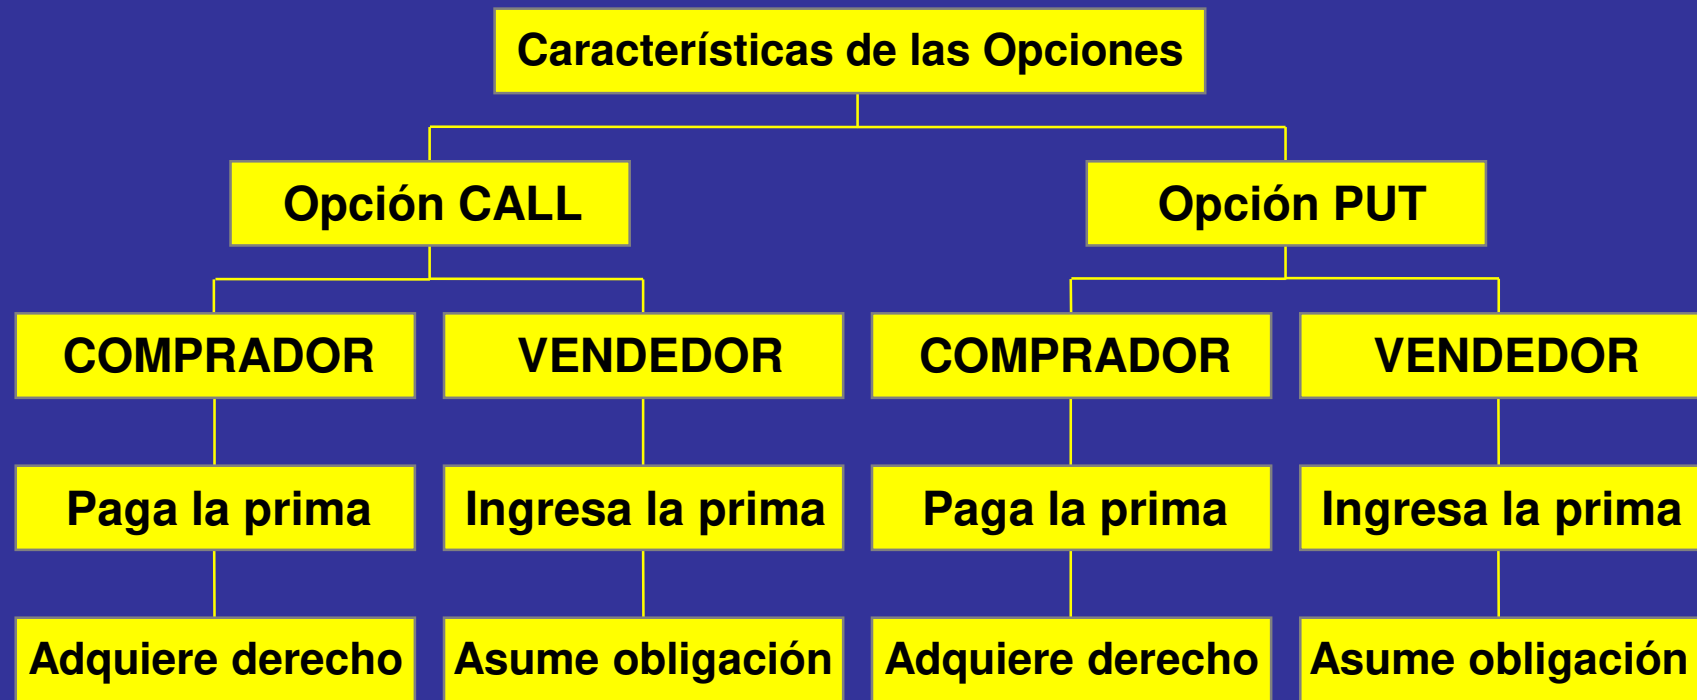 Características de las Opciones
Opción CALL
Opción PUT
COMPRADOR
VENDEDOR
COMPRADOR
VENDEDOR
Paga la prima
Ingresa la prima
Paga la prima
Ingresa la prima
Adquiere derecho
Asume obligación
Adquiere derecho
Asume obligación